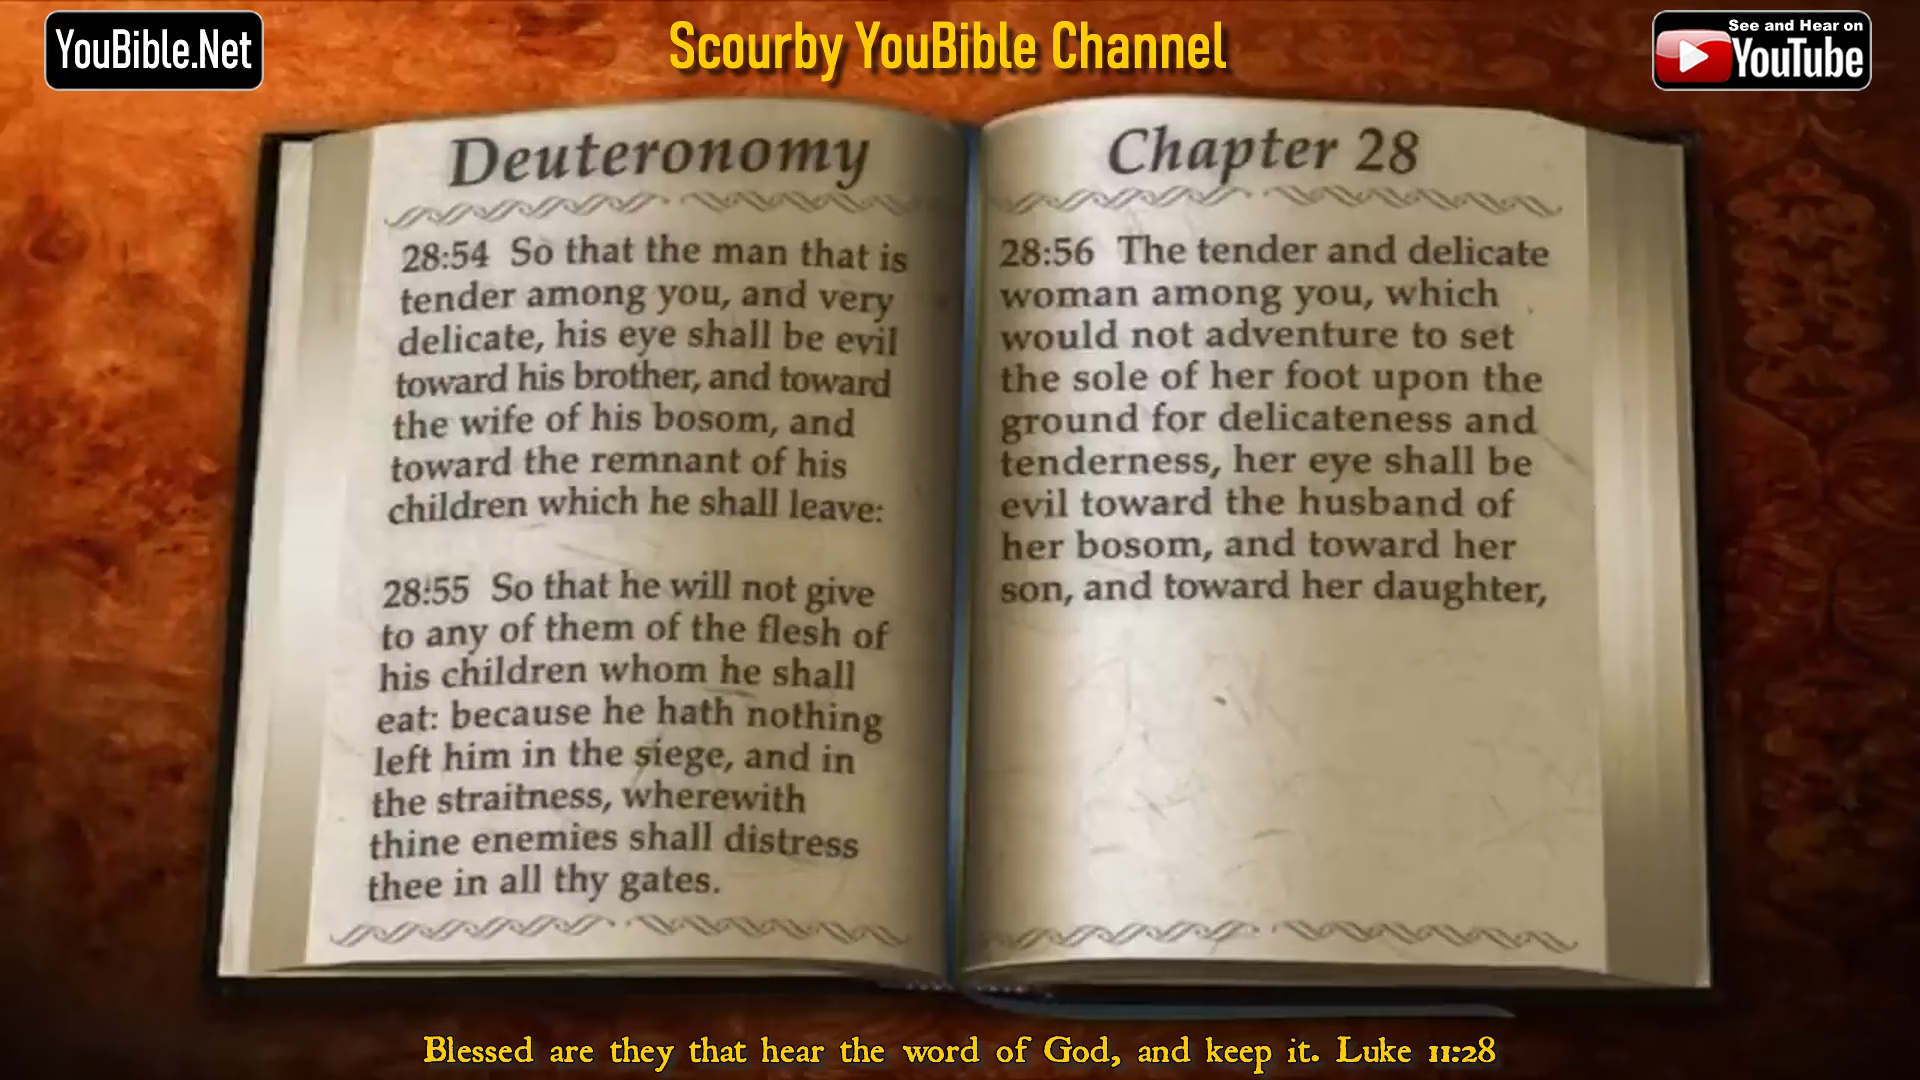 YouBible.Net
Scourby YouBible Channel
See and Hear on
YouTube
Deuteronomy
28:54 So that the man that is
tender among you, and very
delicate, his eye shall be evil
toward his brother, and toward
the wife of his bosom, and
toward the remnant of his
children which he shall leave:
28:55 So that he will not give
to any of them of the flesh of
his children whom he shall
eat: because he hath nothing
left him in the siege, and in
the straitness, wherewith
thine enemies shall distress
thee in all thy gates.
Chapter 28
28:56 The tender and delicate
woman among you, which
would not adventure to set
the sole of her foot upon the
ground for delicateness and
tenderness, her eye shall be
evil toward the husband of
her bosom, and toward her
son, and toward her daughter,
Blessed are they that hear the word of God, and keep it. Luke 11:28